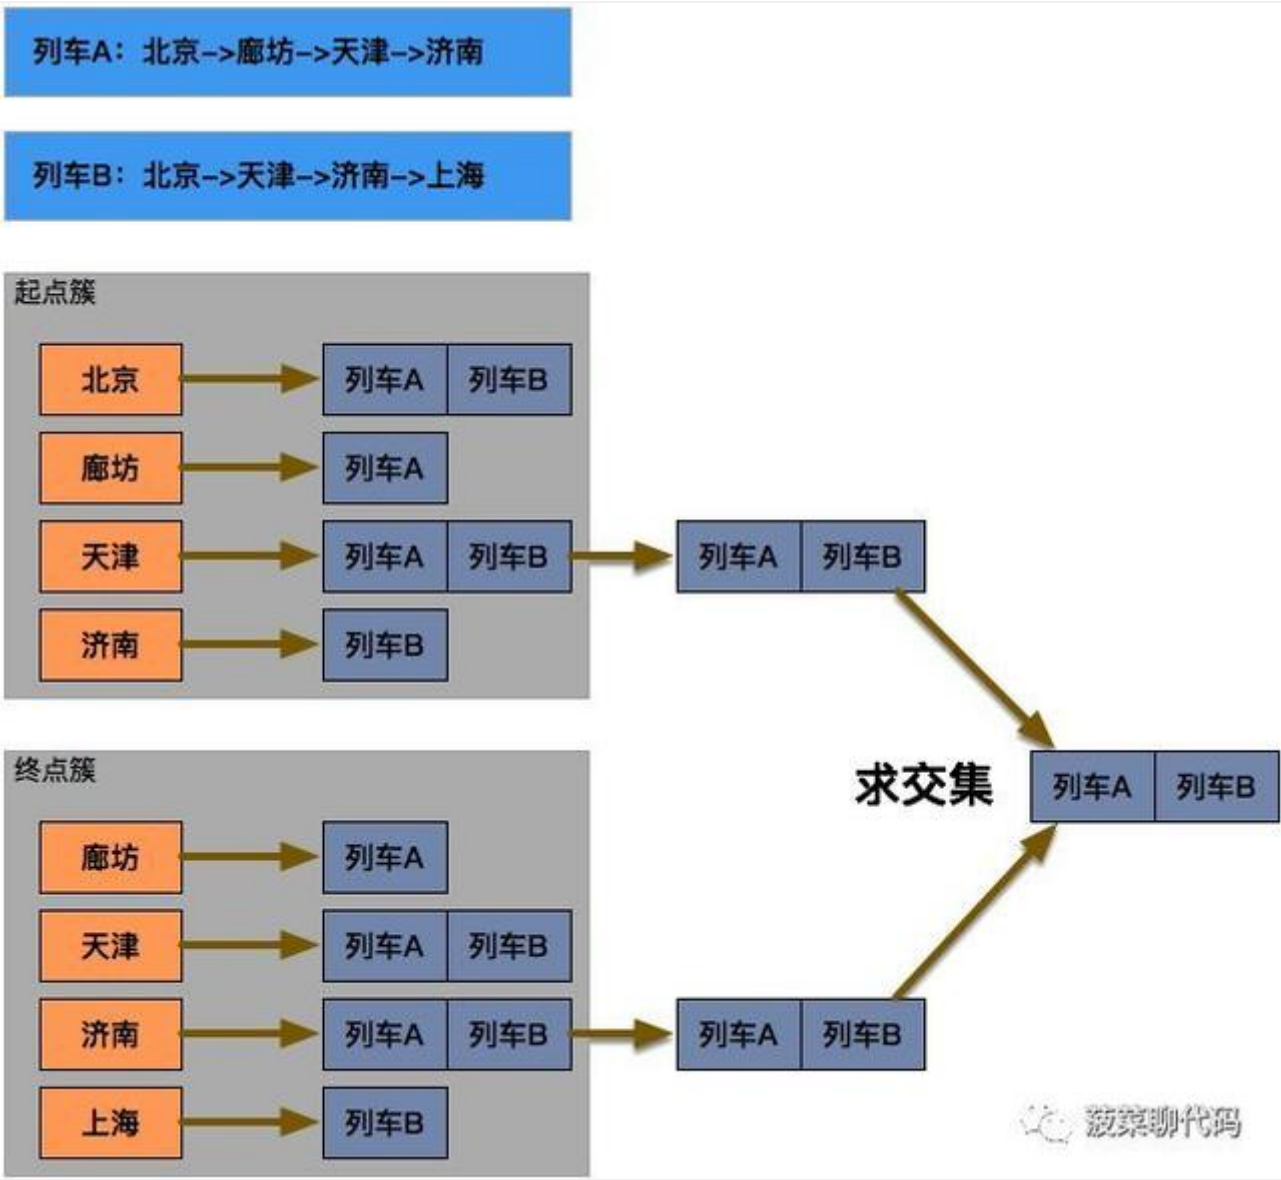 列车A：北京->廊坊->天津->济南
列车B：北京->天津->济南->上海
起点簇
北京 列车A 列车B
廊坊 列车A
天津 列车A 列车B 列车A 列车B
济南 列车B
求交集 列车A 列车B
终点簇
廊坊 列车A
天津 列车A 列车B
济南 列车A 列车B 列车A 列车B
上海 列车B
菠菜聊代码